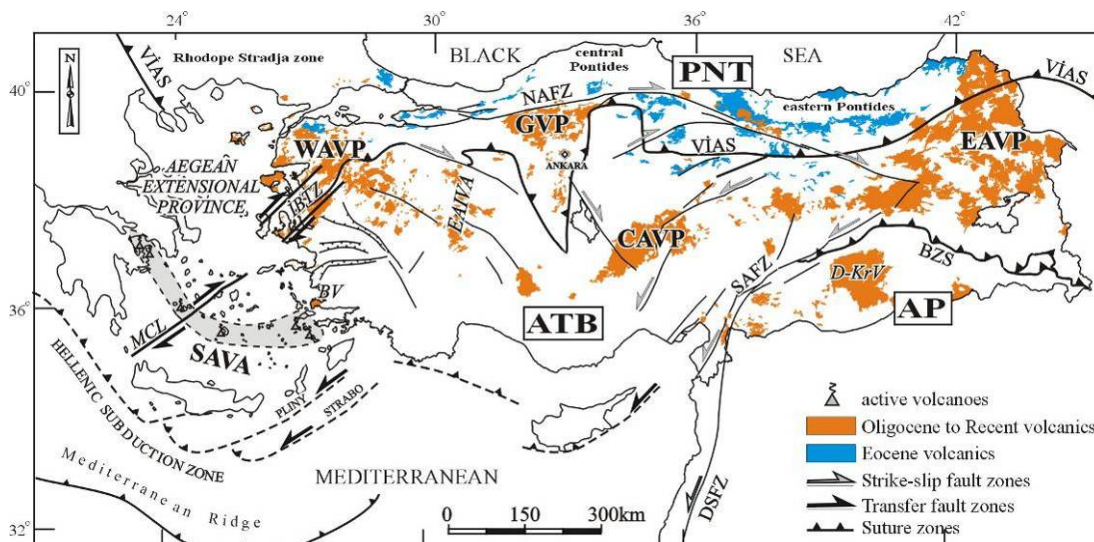 24°
30°
36°
42°
40°
36°
32°
N
VİAS
Rhodope Stradja zone
BLACK
central
Pontides
SEA
PNT
VİAS
NAFZ
eastern Pontides
EAVP
GVP
WAVP
VİAS
ANKARA
AEGEAN
EXTENSIONAL
PROVINCE
İBTZ
EAIVA
CAVP
SAFZ
D-KrV
BZS
BV
MCL
SAVA
ATB
AP
HELLENIC SUBDUCTION ZONE
PLINY
STRABO
Mediterranean Ridge
MEDITERRANEAN
DSFZ
0 150 300km
active volcanoes
Oligocene to Recent volcanics
Eocene volcanics
Strike-slip fault zones
Transfer fault zones
Suture zones